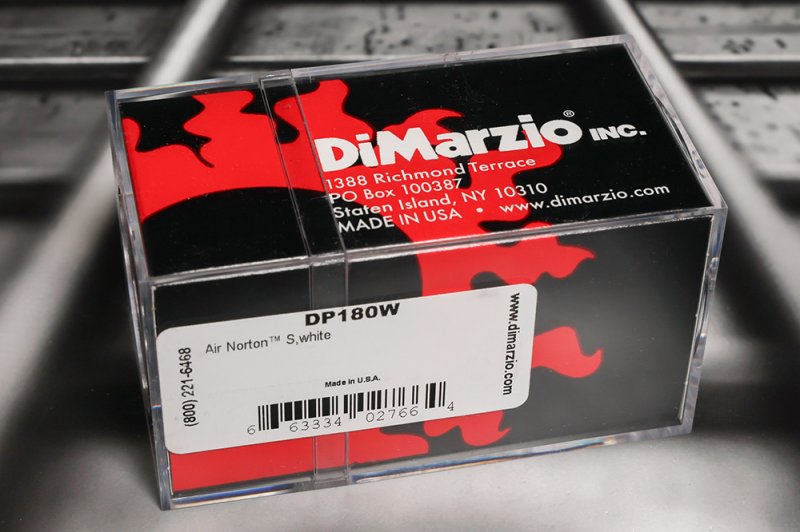 DiMarzio® INC.
1388 Richmond Terrace
PO Box 100387
Staten Island, NY 10310
MADE IN USA • www.dimarzio.com
DP180W
Air Norton™ S,white
(800) 221-6468
www.dimarzio.com
Made in U.S.A.
6 63334 02766 4